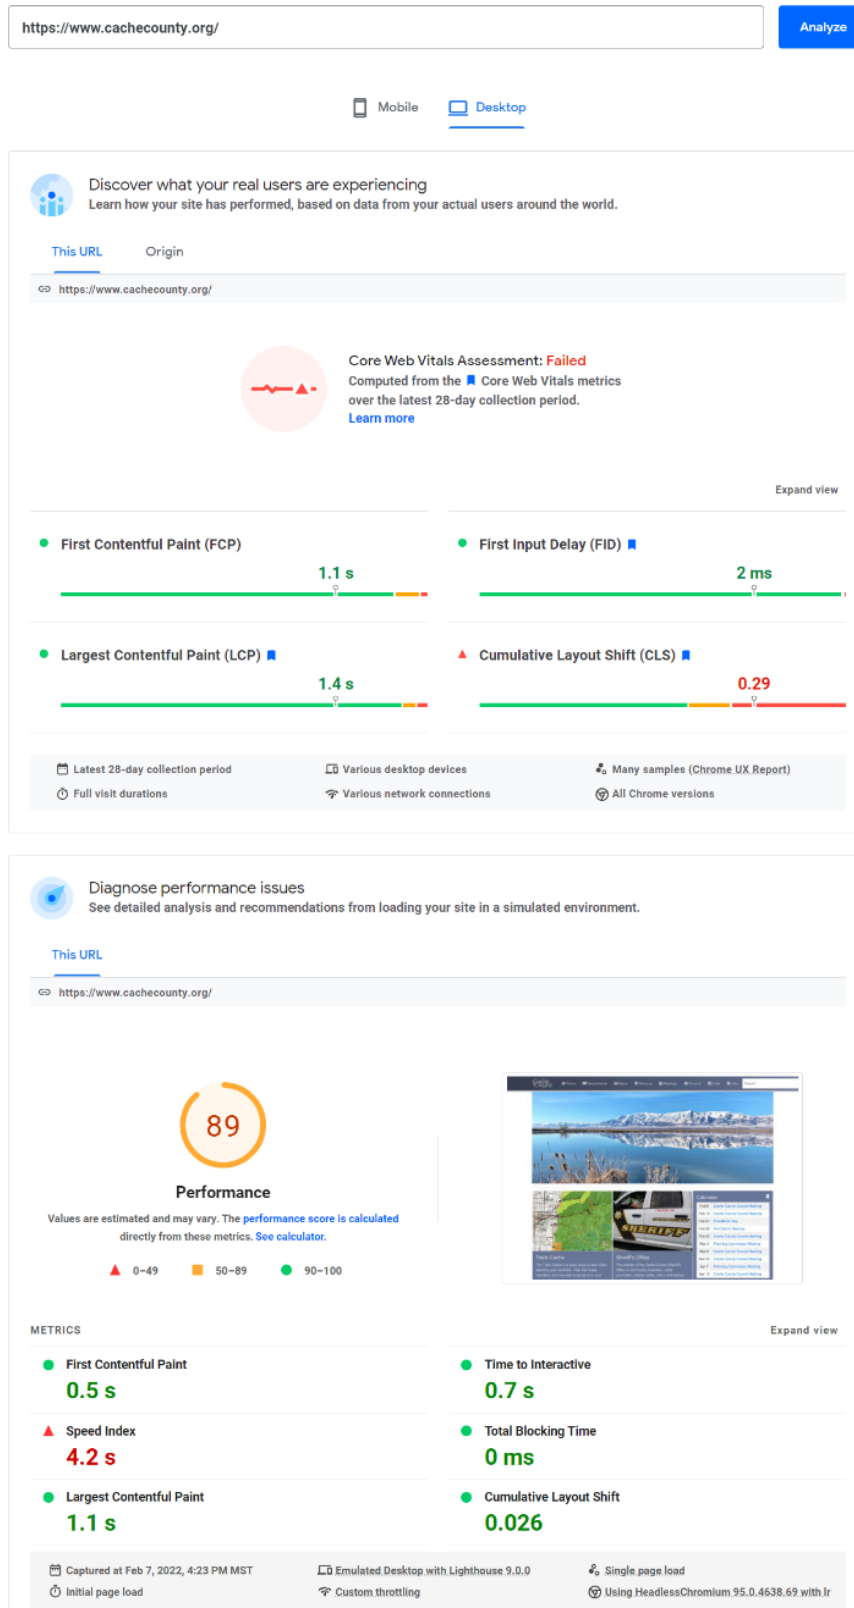 https://www.cachecounty.org/
Analyze
Mobile
Desktop
Discover what your real users are experiencing
Learn how your site has performed, based on data from your actual users around the world.
This URL
Origin
https://www.cachecounty.org/
Core Web Vitals Assessment: Failed
Computed from the Core Web Vitals metrics
over the latest 28-day collection period.
Learn more
Expand view
First Contentful Paint (FCP)
1.1 s
First Input Delay (FID)
2 ms
Largest Contentful Paint (LCP)
1.4 s
Cumulative Layout Shift (CLS)
0.29
Latest 28-day collection period
Various desktop devices
Many samples (Chrome UX Report)
Full visit durations
Various network connections
All Chrome versions
Diagnose performance issues
See detailed analysis and recommendations from loading your site in a simulated environment.
This URL
https://www.cachecounty.org/
89
Performance
Values are estimated and may vary. The performance score is calculated
directly from these metrics. See calculator.
0–49
50–89
90–100
Cache County
SHERIFF
Calendar
Sheriff's Office
METRICS
Expand view
First Contentful Paint
0.5 s
Time to Interactive
0.7 s
Speed Index
4.2 s
Total Blocking Time
0 ms
Largest Contentful Paint
1.1 s
Cumulative Layout Shift
0.026
Captured at Feb 7, 2022, 4:23 PM MST
Emulated Desktop with Lighthouse 9.0.0
Single page load
Initial page load
Custom throttling
Using HeadlessChromium 95.0.4638.69 with lr